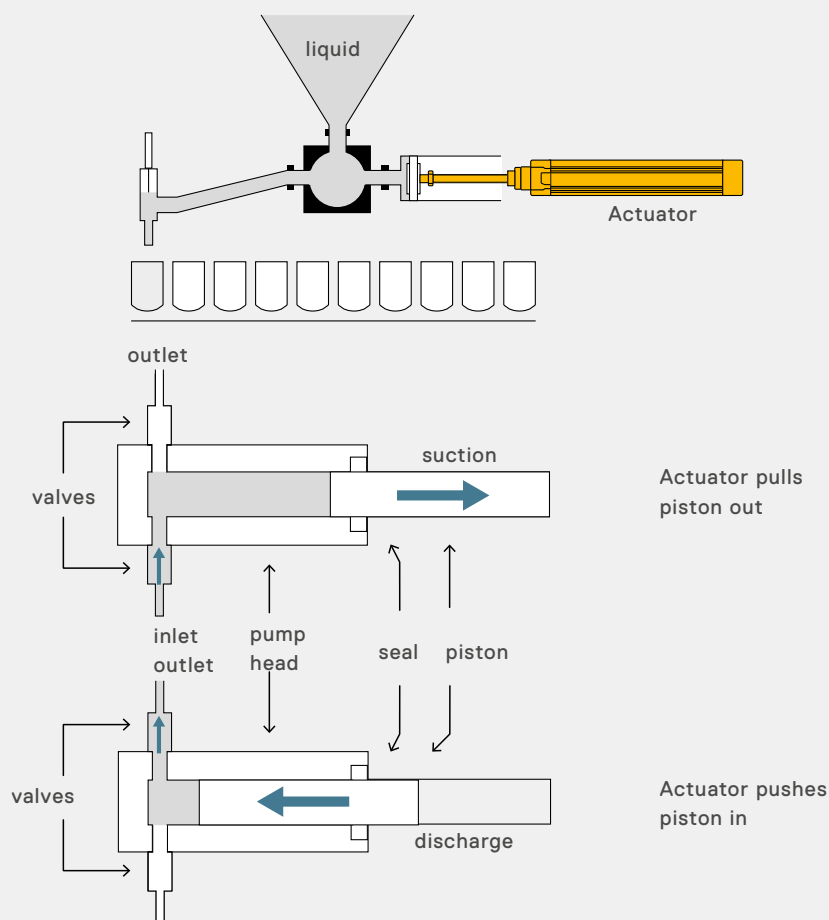 liquid
Actuator
outlet
suction
valves
Actuator pulls
piston out
inlet
outlet
pump
head
seal
piston
valves
Actuator pushes
piston in
discharge